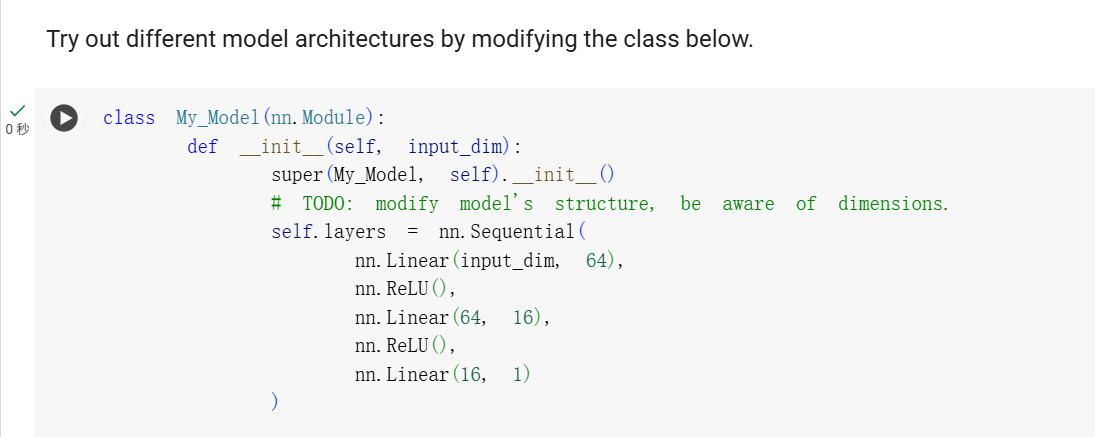 Try out different model architectures by modifying the class below.
0 秒
class My_Model(nn.Module):
def __init__(self, input_dim):
super(My_Model, self).__init__()
# TODO: modify model's structure, be aware of dimensions.
self.layers = nn.Sequential(
nn.Linear(input_dim, 64),
nn.ReLU(),
nn.Linear(64, 16),
nn.ReLU(),
nn.Linear(16, 1)
)